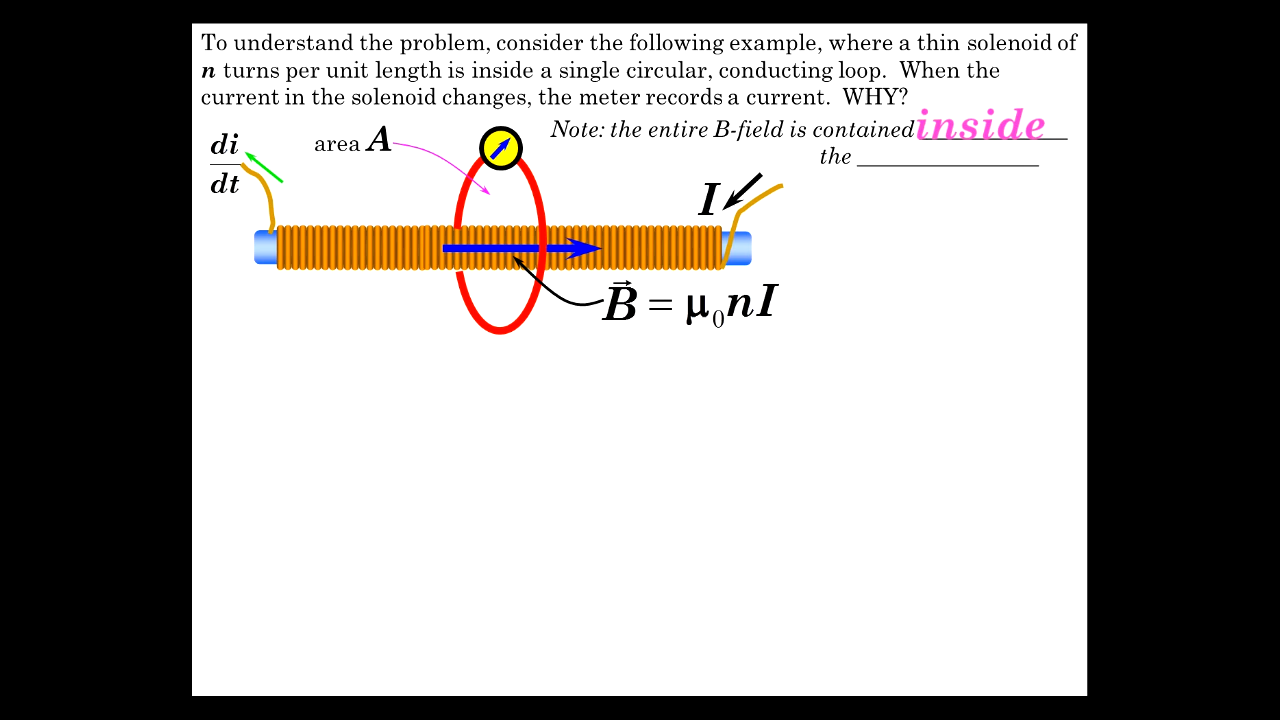 To understand the problem, consider the following example, where a thin solenoid of
n turns per unit length is inside a single circular, conducting loop. When the
current in the solenoid changes, the meter records a current. WHY?
Note: the entire B-field is contained inside
the ____________
di
dt
area A
I
B⃗ = μ₀nI